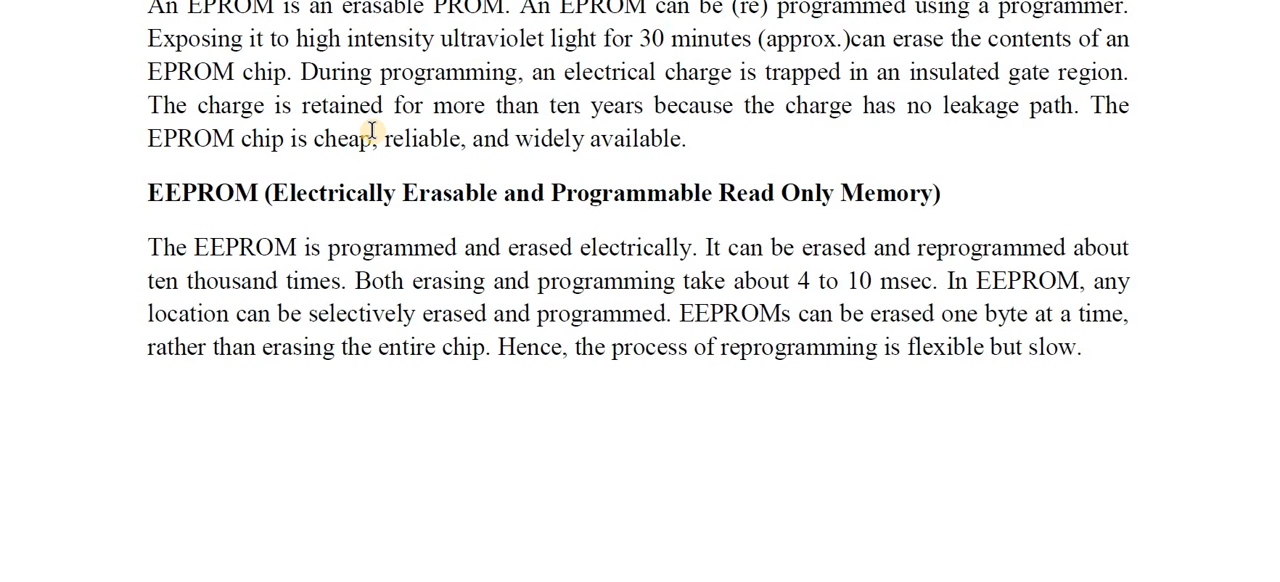 An EPROM is an erasable PROM. An EPROM can be (re) programmed using a programmer.
Exposing it to high intensity ultraviolet light for 30 minutes (approx.)can erase the contents of an
EPROM chip. During programming, an electrical charge is trapped in an insulated gate region.
The charge is retained for more than ten years because the charge has no leakage path. The
EPROM chip is cheap, reliable, and widely available.
EEPROM (Electrically Erasable and Programmable Read Only Memory)
The EEPROM is programmed and erased electrically. It can be erased and reprogrammed about
ten thousand times. Both erasing and programming take about 4 to 10 msec. In EEPROM, any
location can be selectively erased and programmed. EEPROMs can be erased one byte at a time,
rather than erasing the entire chip. Hence, the process of reprogramming is flexible but slow.